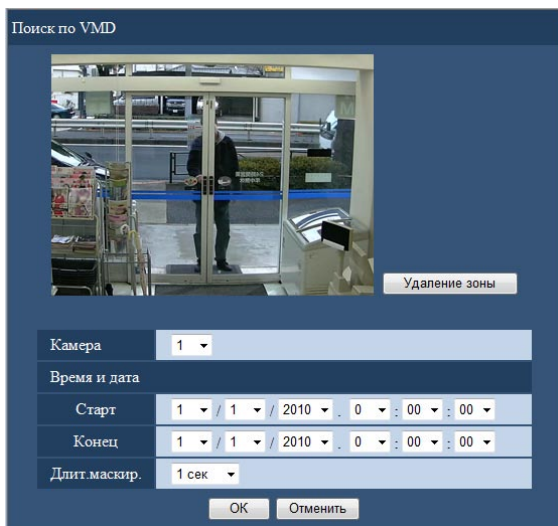 Поиск по VMD
Удаление зоны
Камера 1
Время и дата
Старт 1 / 1 / 2010 . 0 : 00 : 00
Конец 1 / 1 / 2010 . 0 : 00 : 00
Длит.маскир. 1 сек
OK Отменить